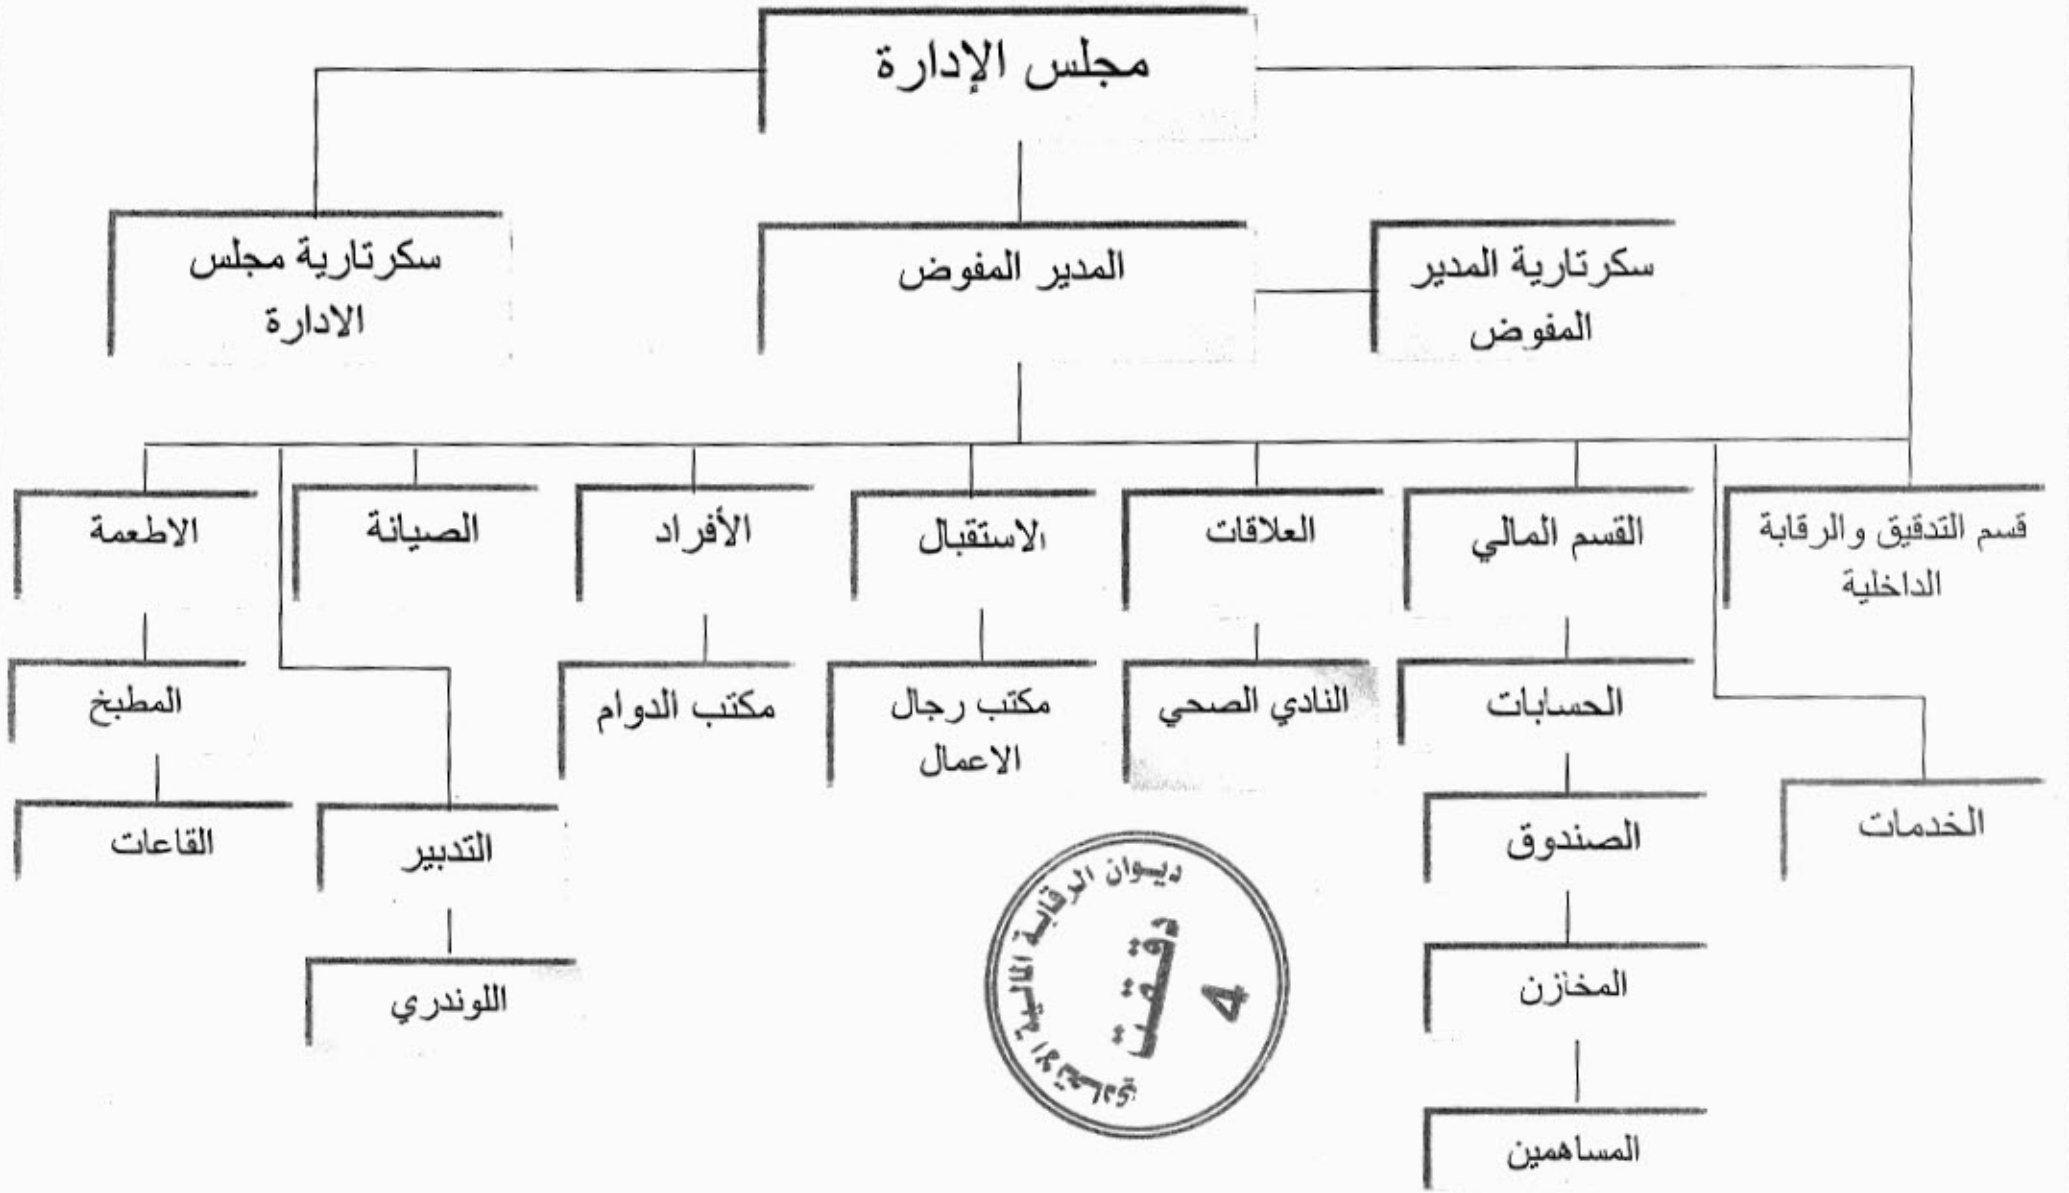 مجلس الإدارة
سكرتارية المدير
المفوض
المدير المفوض
سكرتارية مجلس
الادارة
قسم التدقيق والرقابة
الداخلية
القسم المالي
العلاقات
الاستقبال
الأفراد
الصيانة
الاطعمة
الحسابات
النادي الصحي
مكتب رجال
الاعمال
مكتب الدوام
المطبخ
الخدمات
الصندوق
التدبير
القاعات
المخازن
اللوندري
المساهمين
ديوان الرقابة المالية الاتحادي
دققت
4